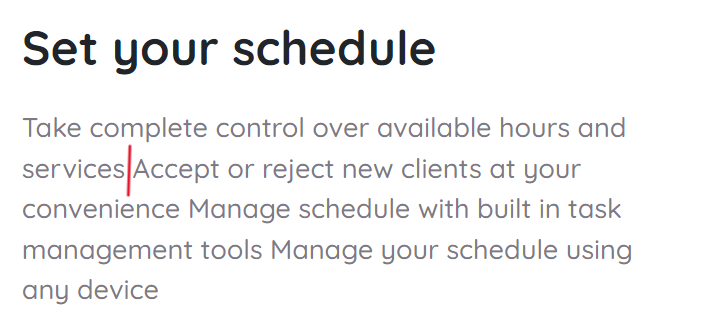 Set your schedule
Take complete control over available hours and
services Accept or reject new clients at your
convenience Manage schedule with built in task
management tools Manage your schedule using
any device